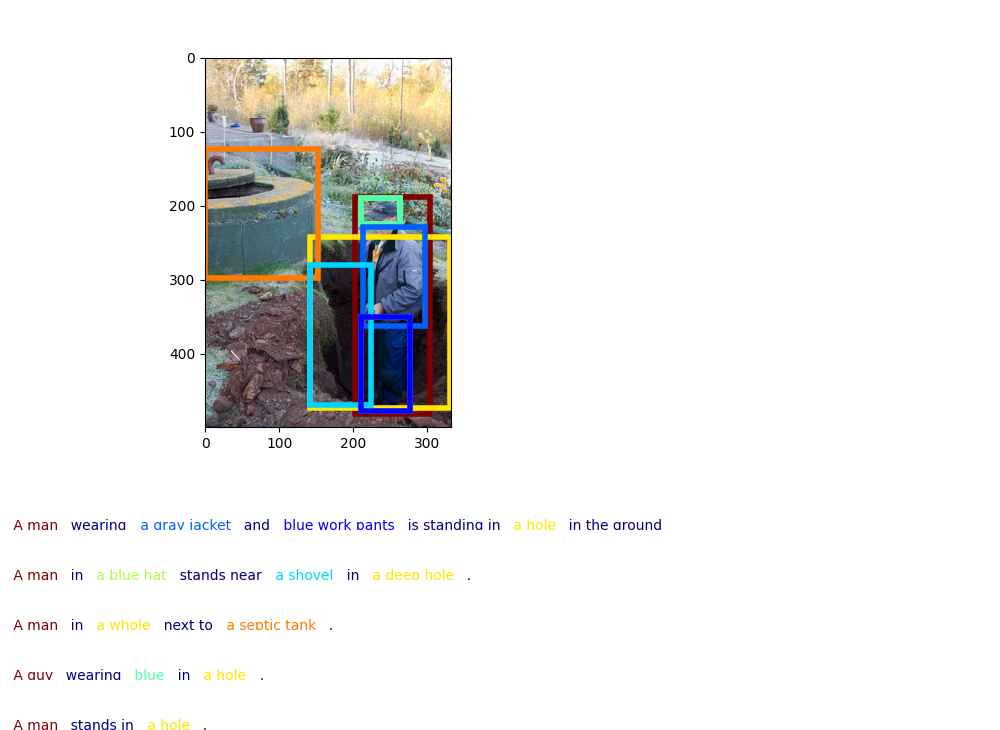 0
100
200
300
400
0 100 200 300
A man wearing a gray jacket and blue work pants is standing in a hole in the ground
A man in a blue hat stands near a shovel in a deep hole .
A man in a whole next to a septic tank .
A guy wearing blue in a hole .
A man stands in a hole .